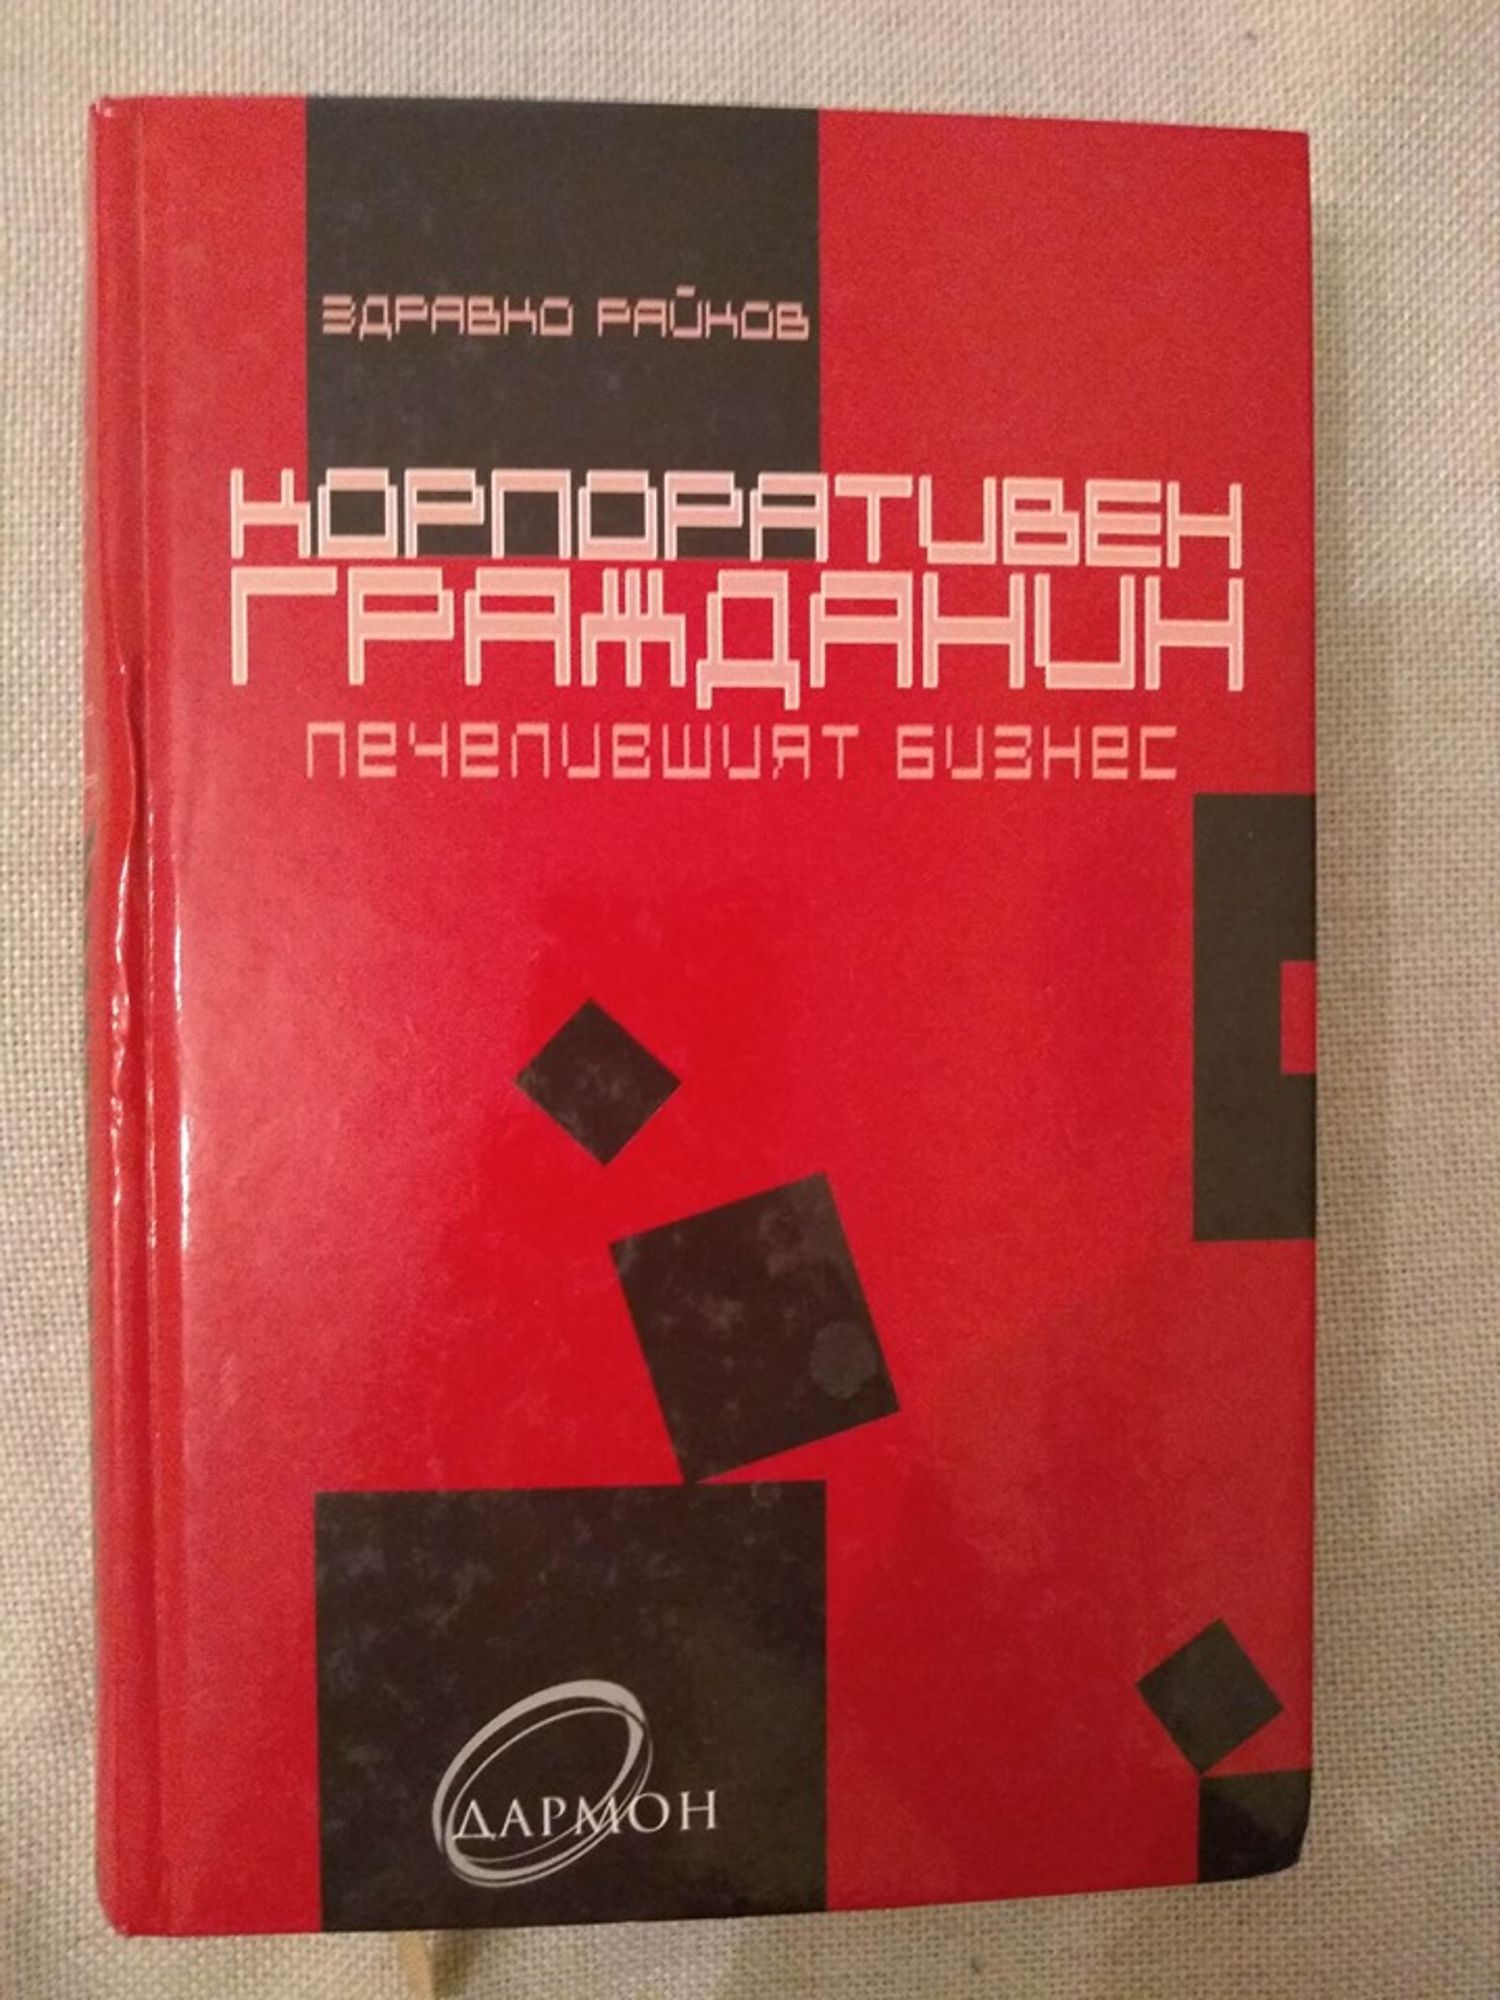 ЗДРАВКО РАЙКОВ
КОРПОРАТИВЕН
ГРАЖДАНИН
ПЕЧЕЛИВШИЯТ БИЗНЕС
ДАРМОН